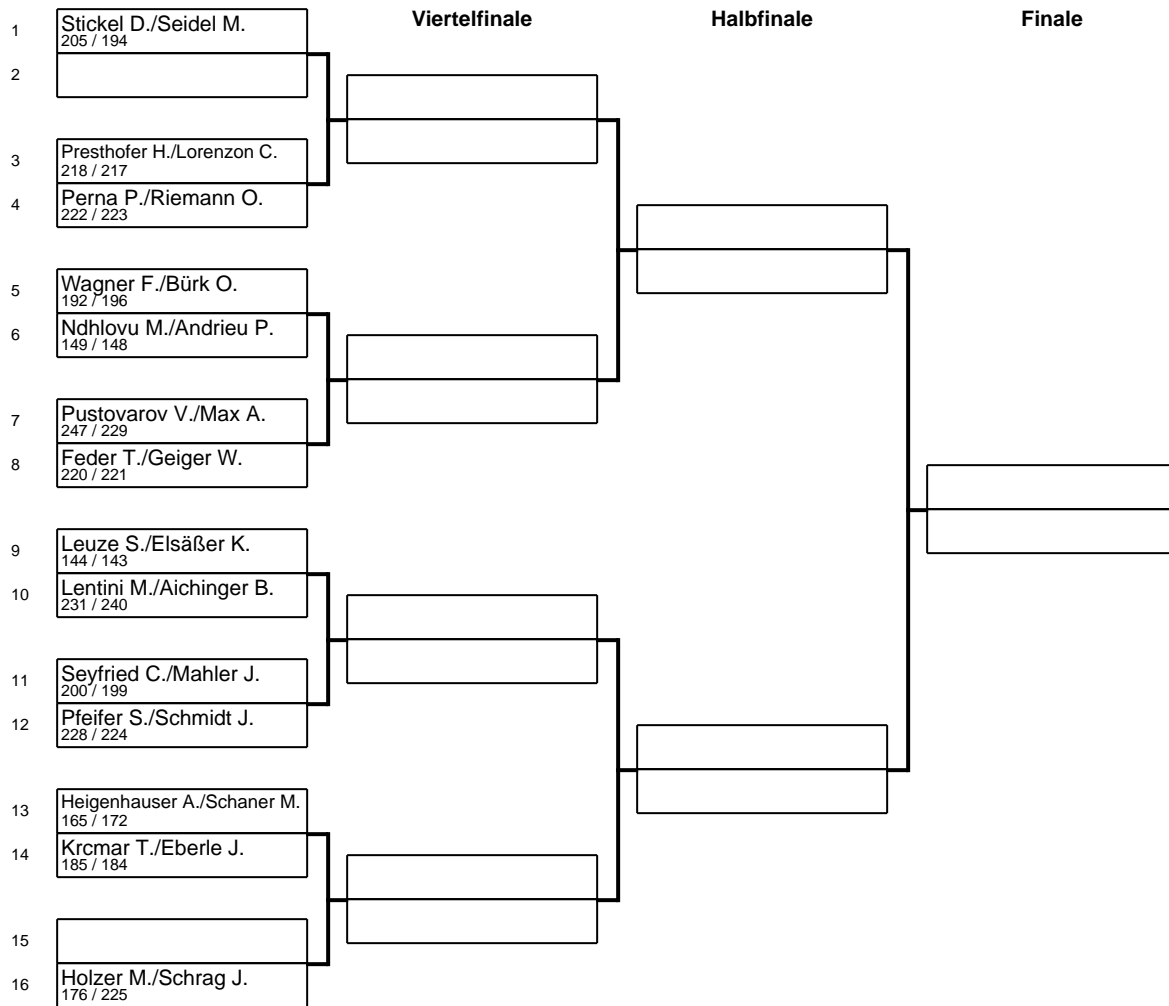 Viertelfinale Halbfinale Finale
1 Stickel D./Seidel M.
205 / 194
2
3 Presthofer H./Lorenzon C.
218 / 217
4 Perna P./Riemann O.
222 / 223
5 Wagner F./Bürk O.
192 / 196
6 Ndhlovu M./Andrieu P.
149 / 148
7 Pustovarov V./Max A.
247 / 229
8 Feder T./Geiger W.
220 / 221
9 Leuze S./Elsäßer K.
144 / 143
10 Lentini M./Aichinger B.
231 / 240
11 Seyfried C./Mahler J.
200 / 199
12 Pfeifer S./Schmidt J.
228 / 224
13 Heigenhauser A./Schaner M.
165 / 172
14 Krcmar T./Eberle J.
185 / 184
15
16 Holzer M./Schrag J.
176 / 225